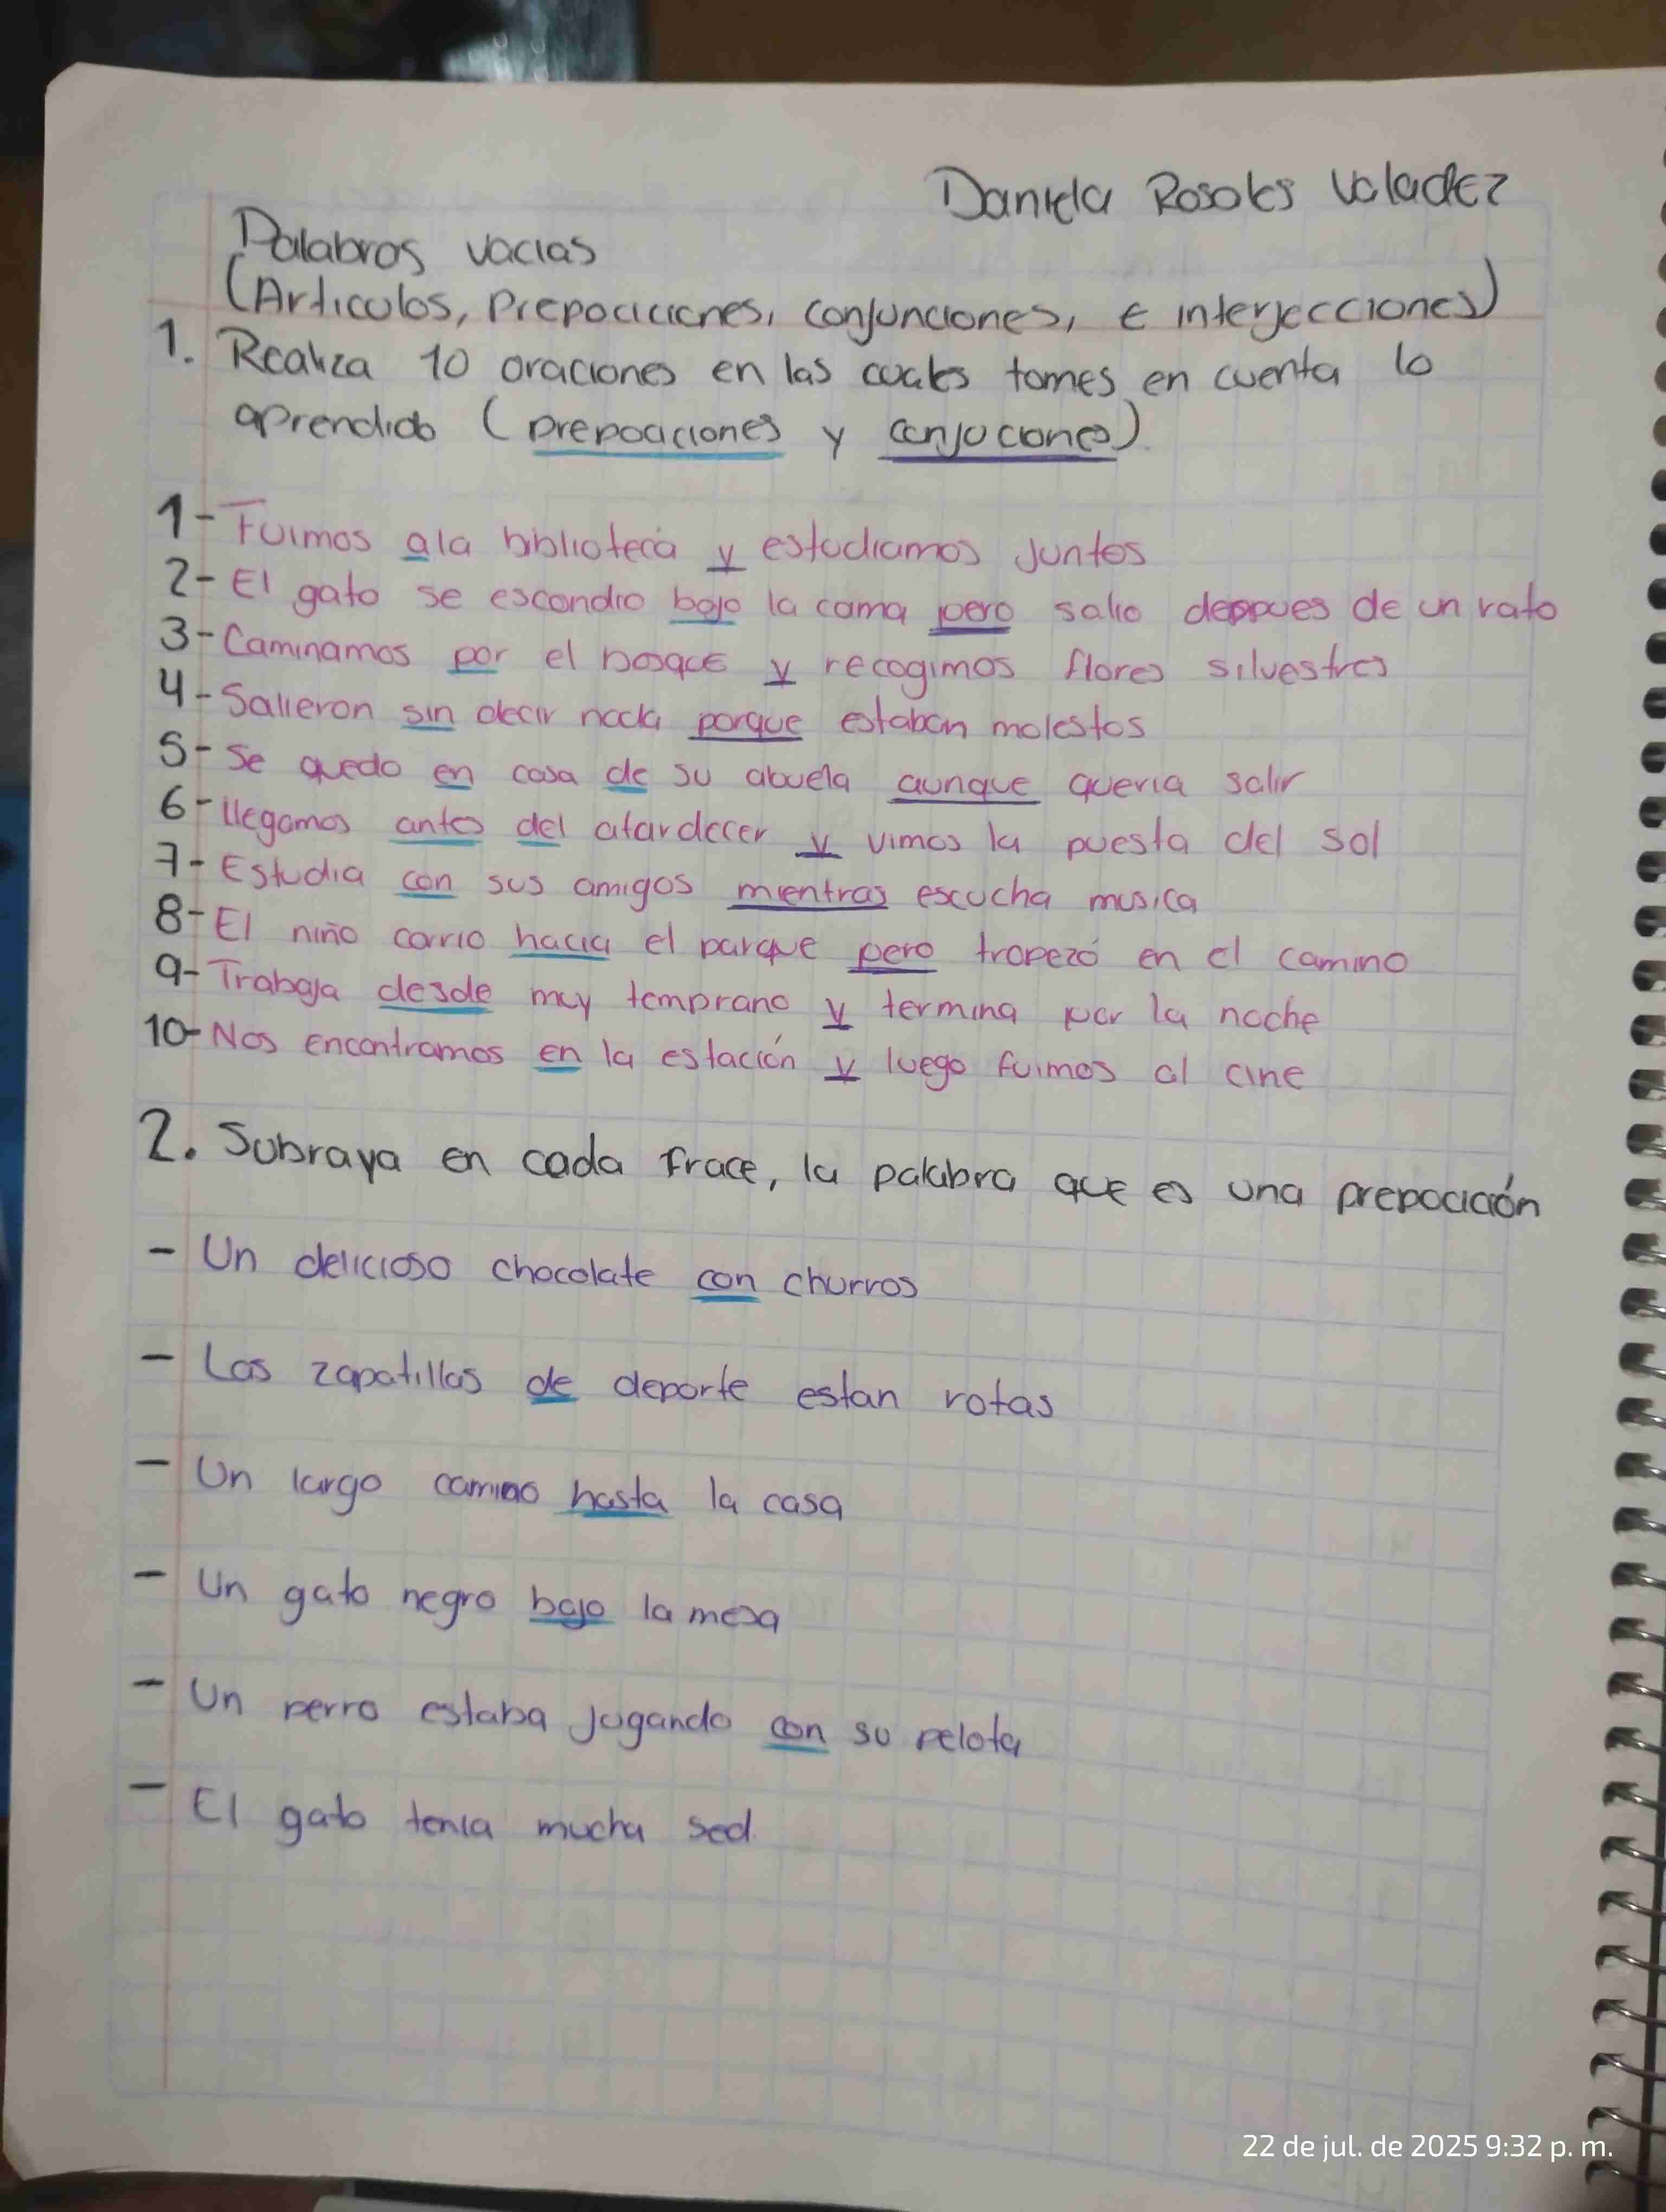 Daniela Rosales Valadez
Palabras vacias
(Articulos, Prepociciones, conjunciones, e interjecciones)
1. Realiza 10 oraciones en las cuales tomes en cuenta lo
aprendido (prepociciones y conjuciones).
1- Fuimos a la biblioteca y estudiamos juntos
2- El gato se escondio bajo la cama pero salio deppues de un rato
3- Caminamos por el bosque y recogimos flores silvestres
4- Salieron sin decir nada porque estaban molestos
5- Se quedo en casa de su abuela aunque queria salir
6- llegamos antes del atardecer y vimos la puesta del sol
7- Estudia con sus amigos mientras escucha musica
8- El niño corrio hacia el parque pero tropezó en el camino
9- Trabaja desde muy temprano y termina por la noche
10- Nos encontramos en la estación y luego fuimos al cine
2. Subraya en cada frace, la palabra que es una prepocición
- Un delicioso chocolate con churros
- Las zapatillas de deporte estan rotas
- Un largo camino hasta la casa
- Un gato negro bajo la mesa
- Un perro estaba jugando con su pelota
- El gato tenia mucha sed.
22 de jul. de 2025 9:32 p. m.